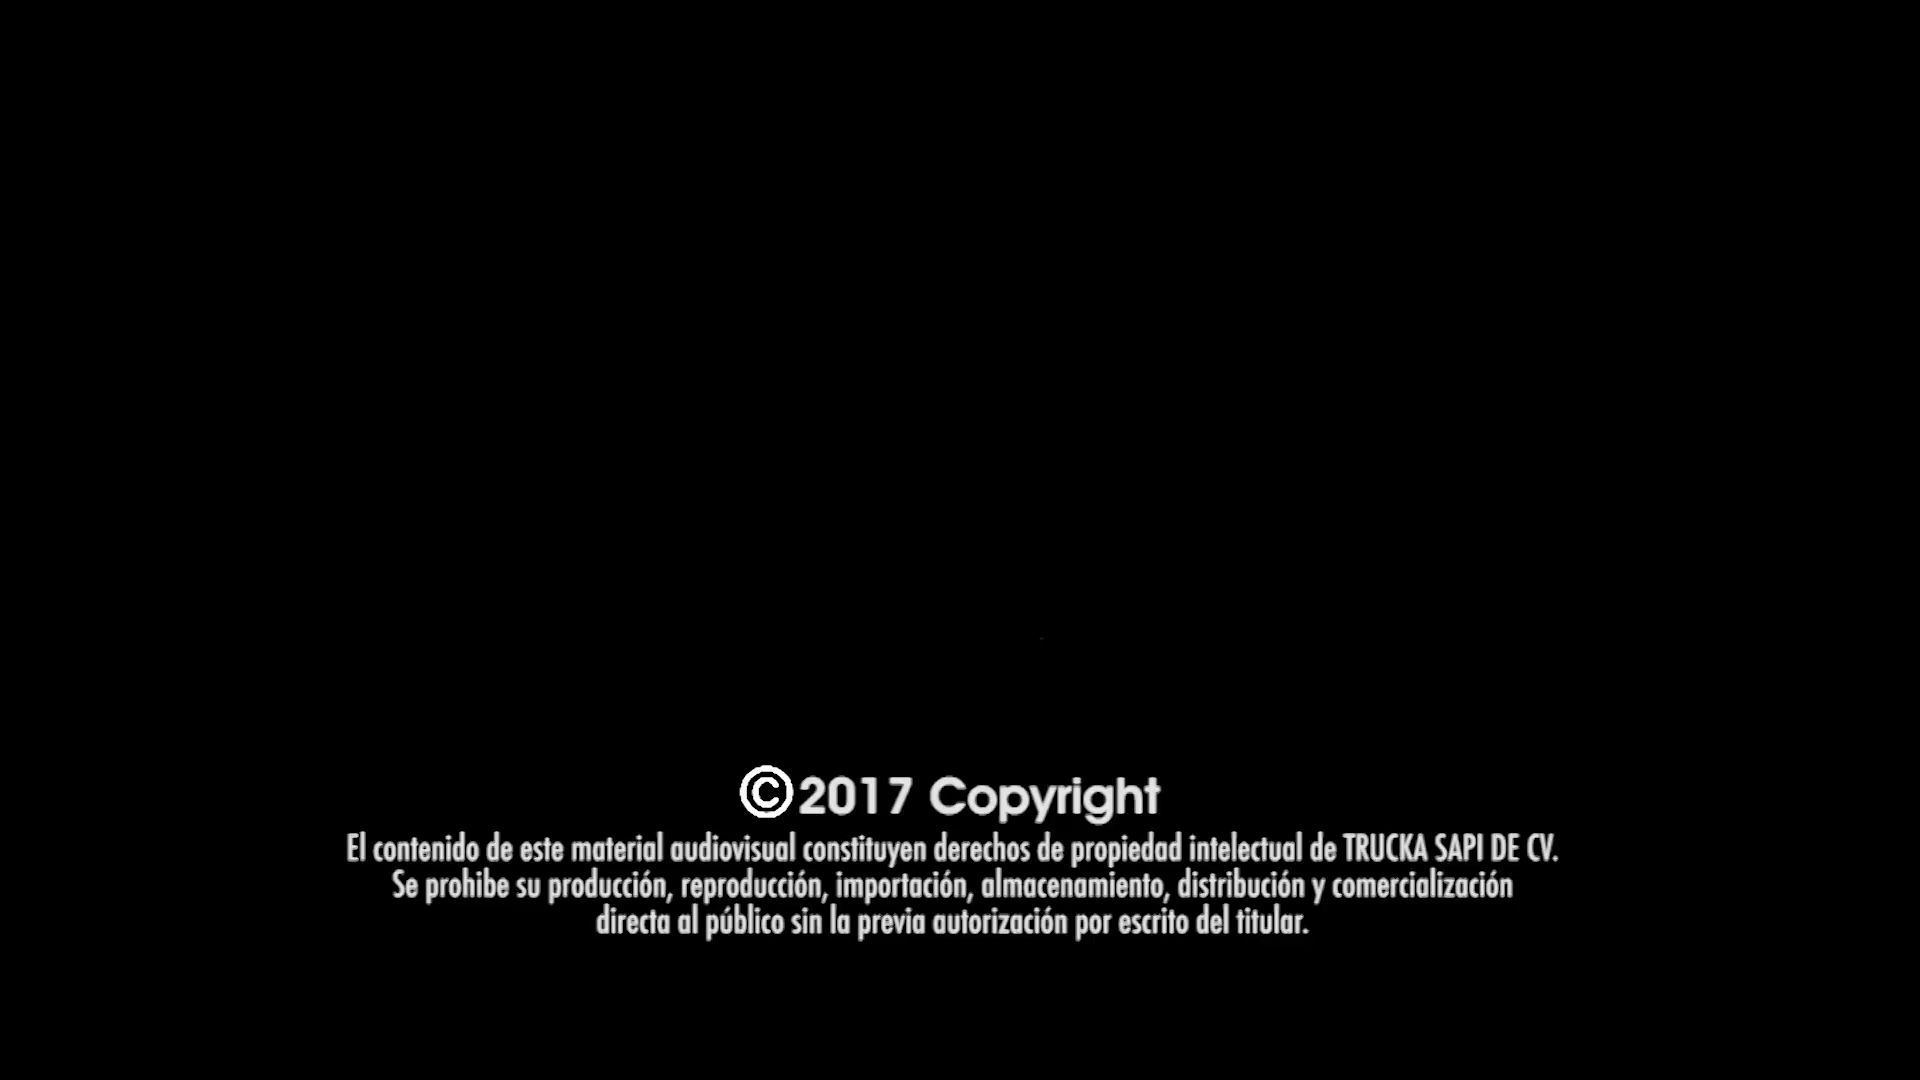 ©2017 Copyright
El contenido de este material audiovisual constituyen derechos de propiedad intelectual de TRUCKA SAPI DE CV.
Se prohibe su producción, reproducción, importación, almacenamiento, distribución y comercialización
directa al público sin la previa autorización por escrito del titular.